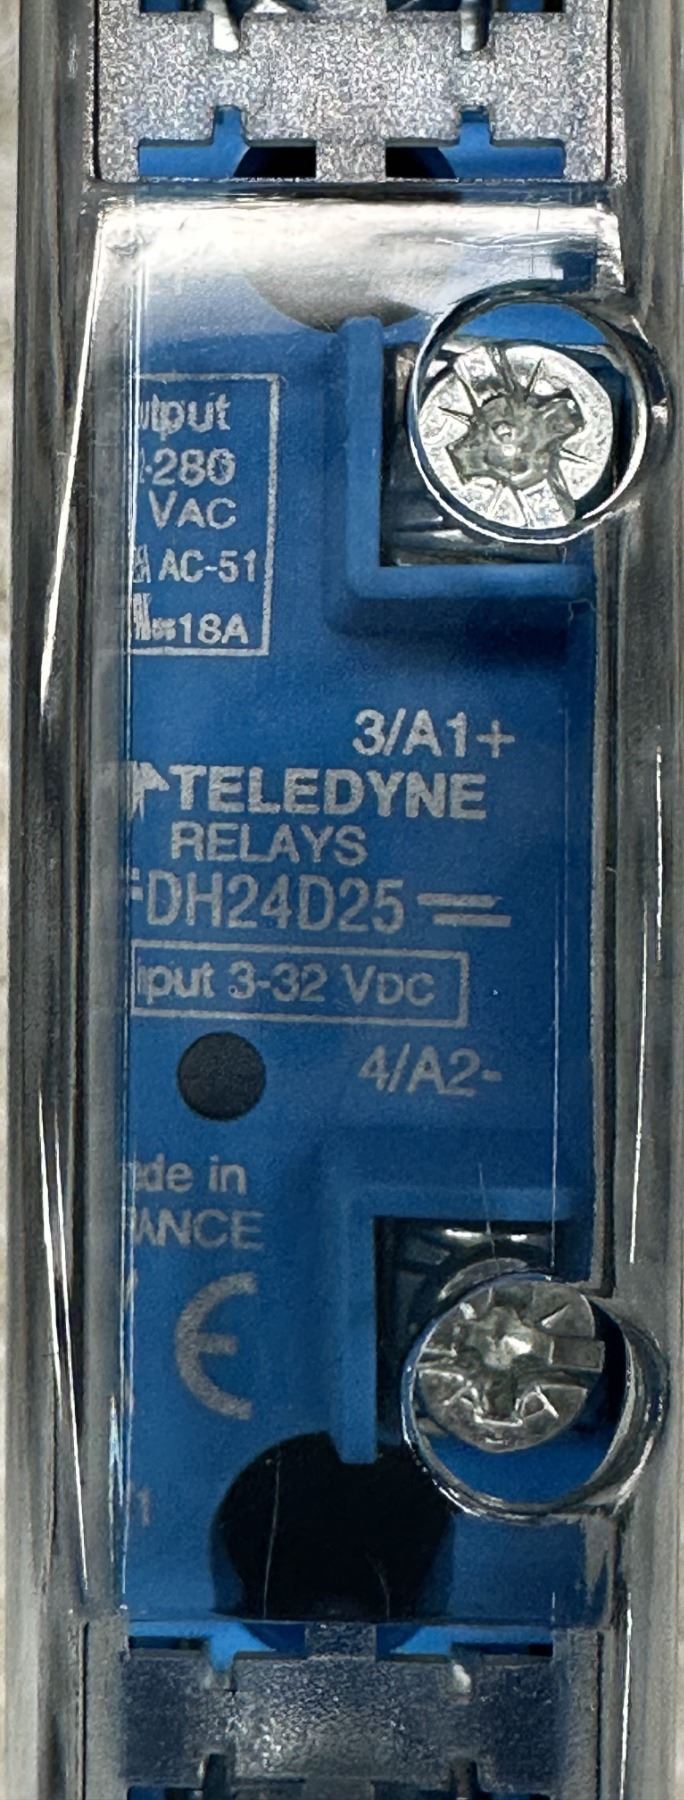 utput
-280
VAC
AC-51
=18A
3/A1+
TELEDYNE
RELAYS
DH24D25
put 3-32 VDC
4/A2-
de in
ANCE
CE